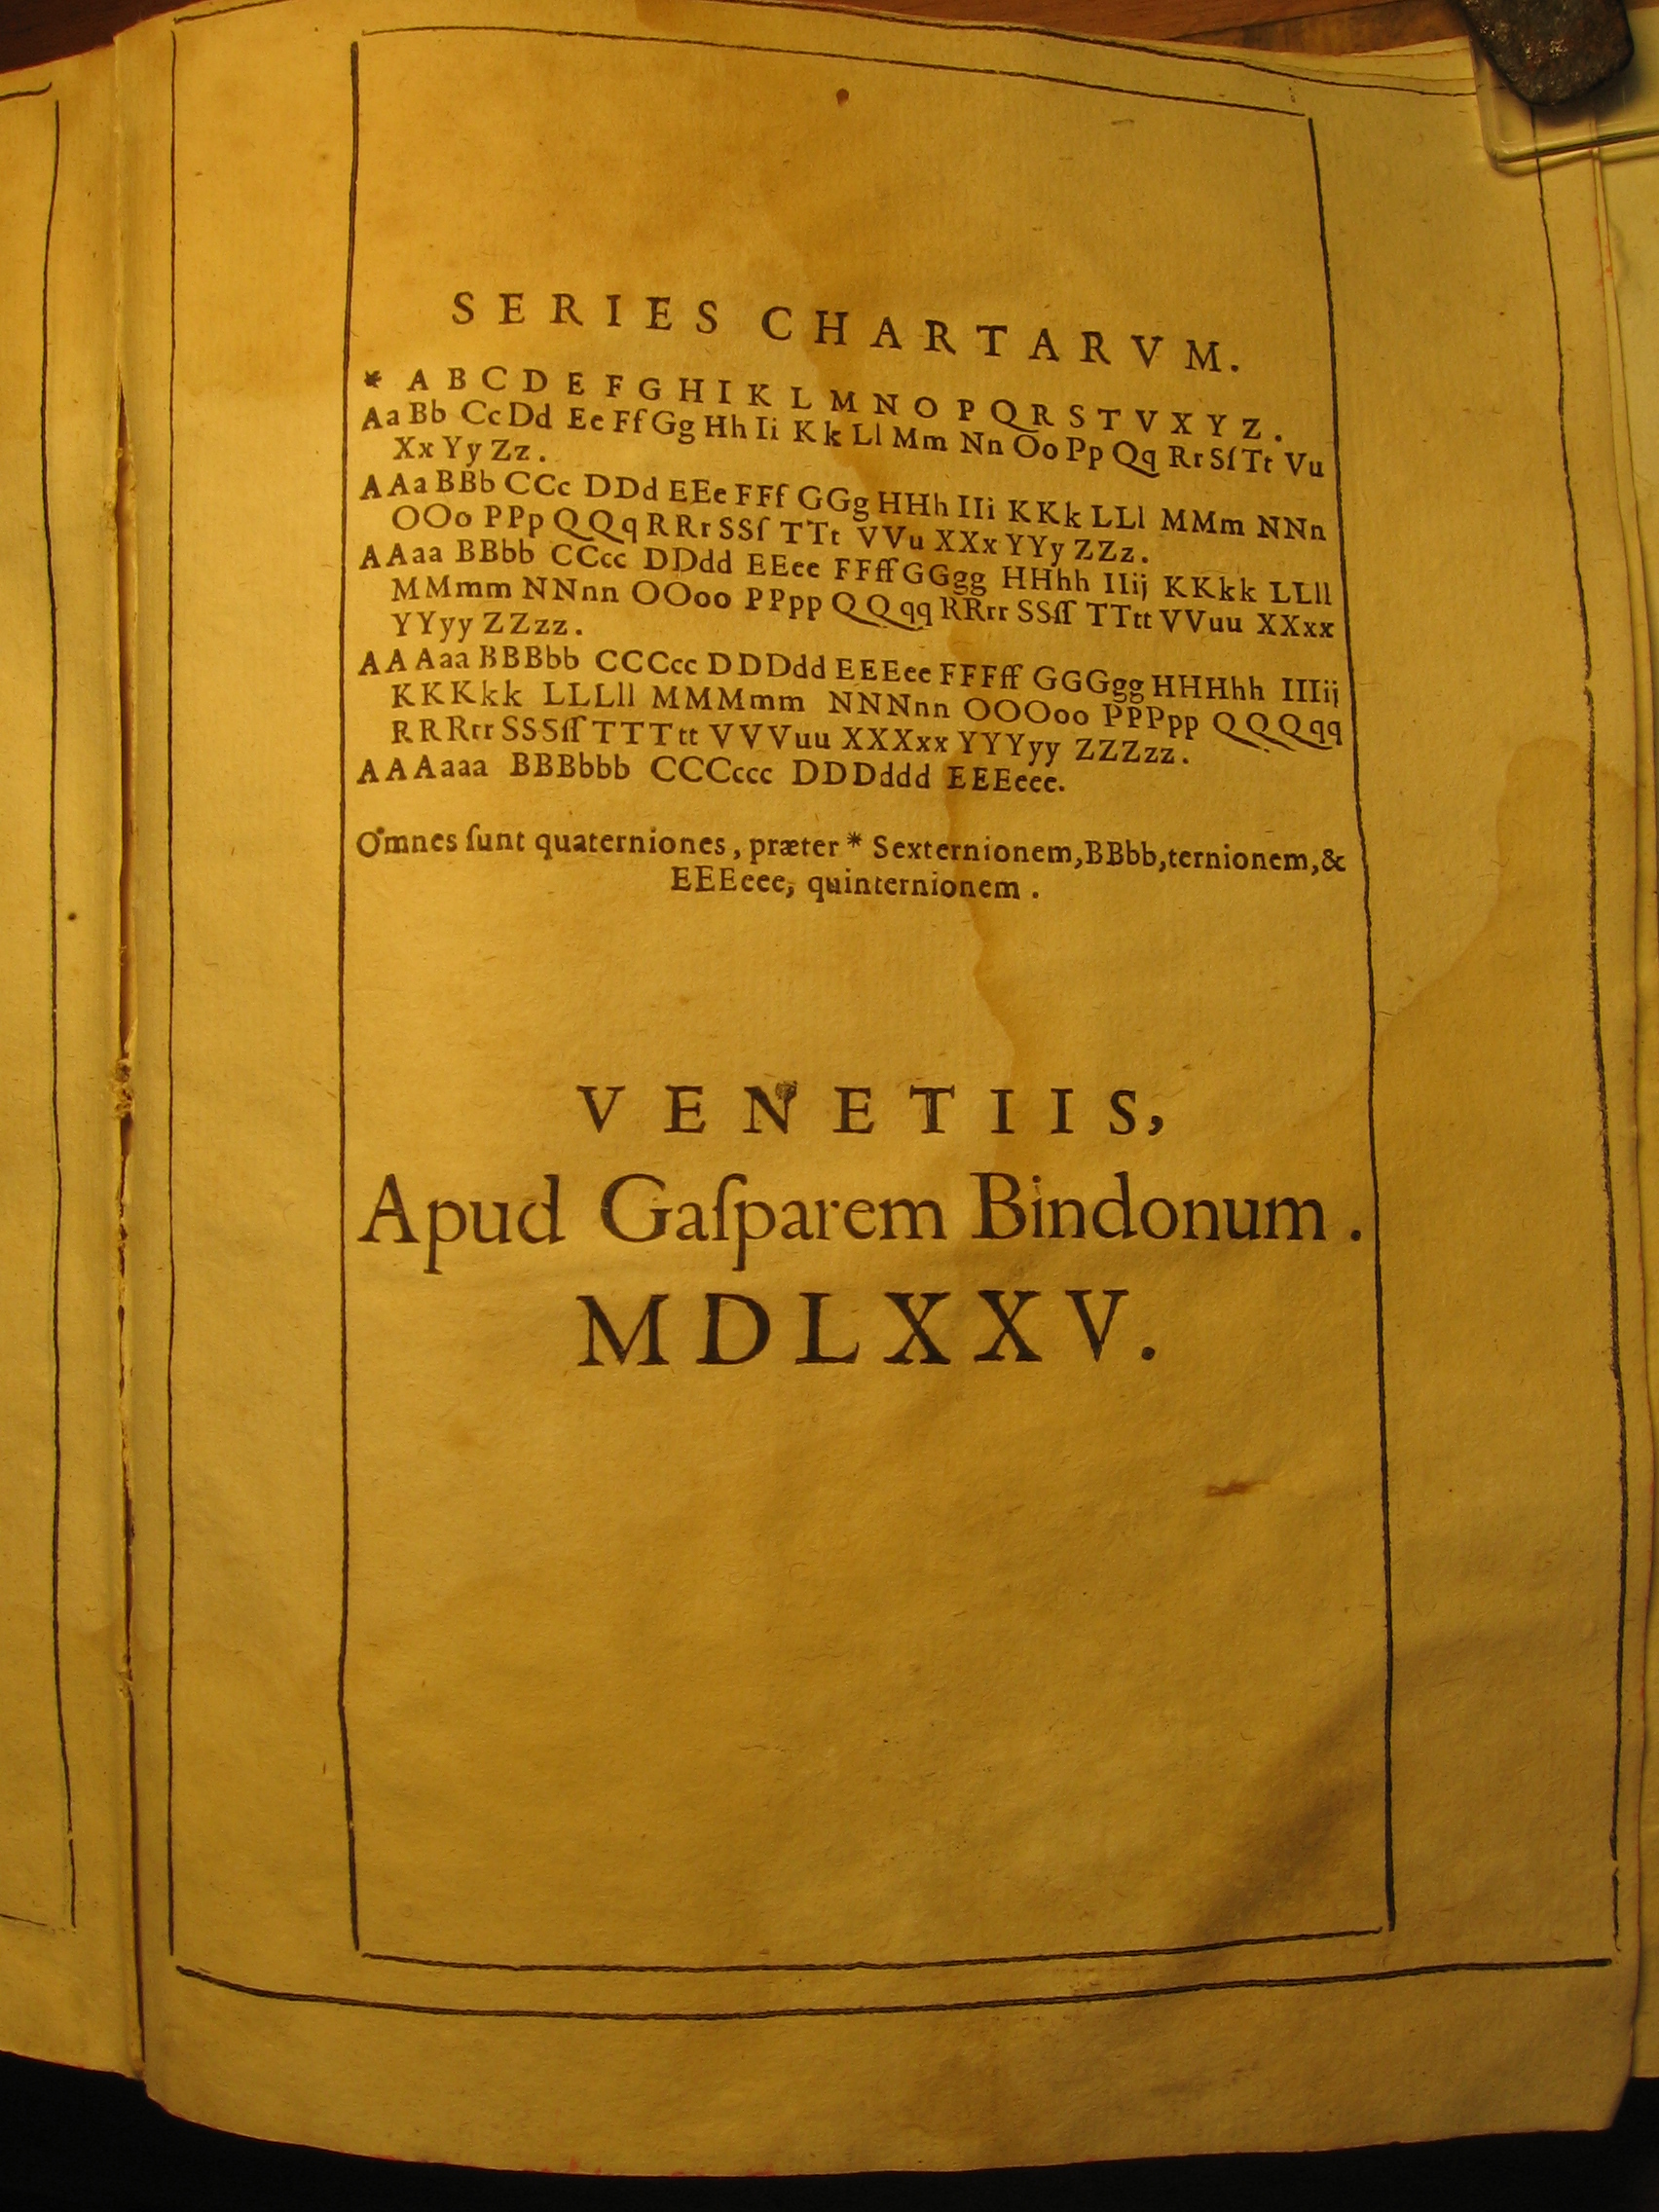 SERIES CHARTARVM.
* A B C D E F G H I K L M N O P Q R S T V X Y Z.
Aa Bb Cc Dd Ee Ff Gg Hh Ii Kk Ll Mm Nn Oo Pp Qq Rr Sſ Tt Vu
Xx Yy Zz.
AAa BBb CCc DDd EEe FFf GGg HHh IIi KKk LLl MMm NNn
OOo PPp QQq RRr SSſ TTt VVu XXx YYy ZZz.
AAaa BBbb CCcc DDdd EEee FFff GGgg HHhh IIij KKkk LLll
MMmm NNnn OOoo PPpp QQqq RRrr SSſſ TTtt VVuu XXxx
YYyy ZZzz.
AAAaa BBBbb CCCcc DDDdd EEEee FFFff GGGgg HHHhh IIIij
KKKkk LLLll MMMmm NNNnn OOOoo PPPpp QQQqq
RRRrr SSSſſ TTTtt VVVuu XXXxx YYYyy ZZZzz.
AAAaaa BBBbbb CCCccc DDDddd EEEeee.
Omnes ſunt quaterniones, præter * Sexternionem, BBbb, ternionem, &
EEEeee, quinternionem.
VENETIIS,
Apud Gaſparem Bindonum.
MDLXXV.